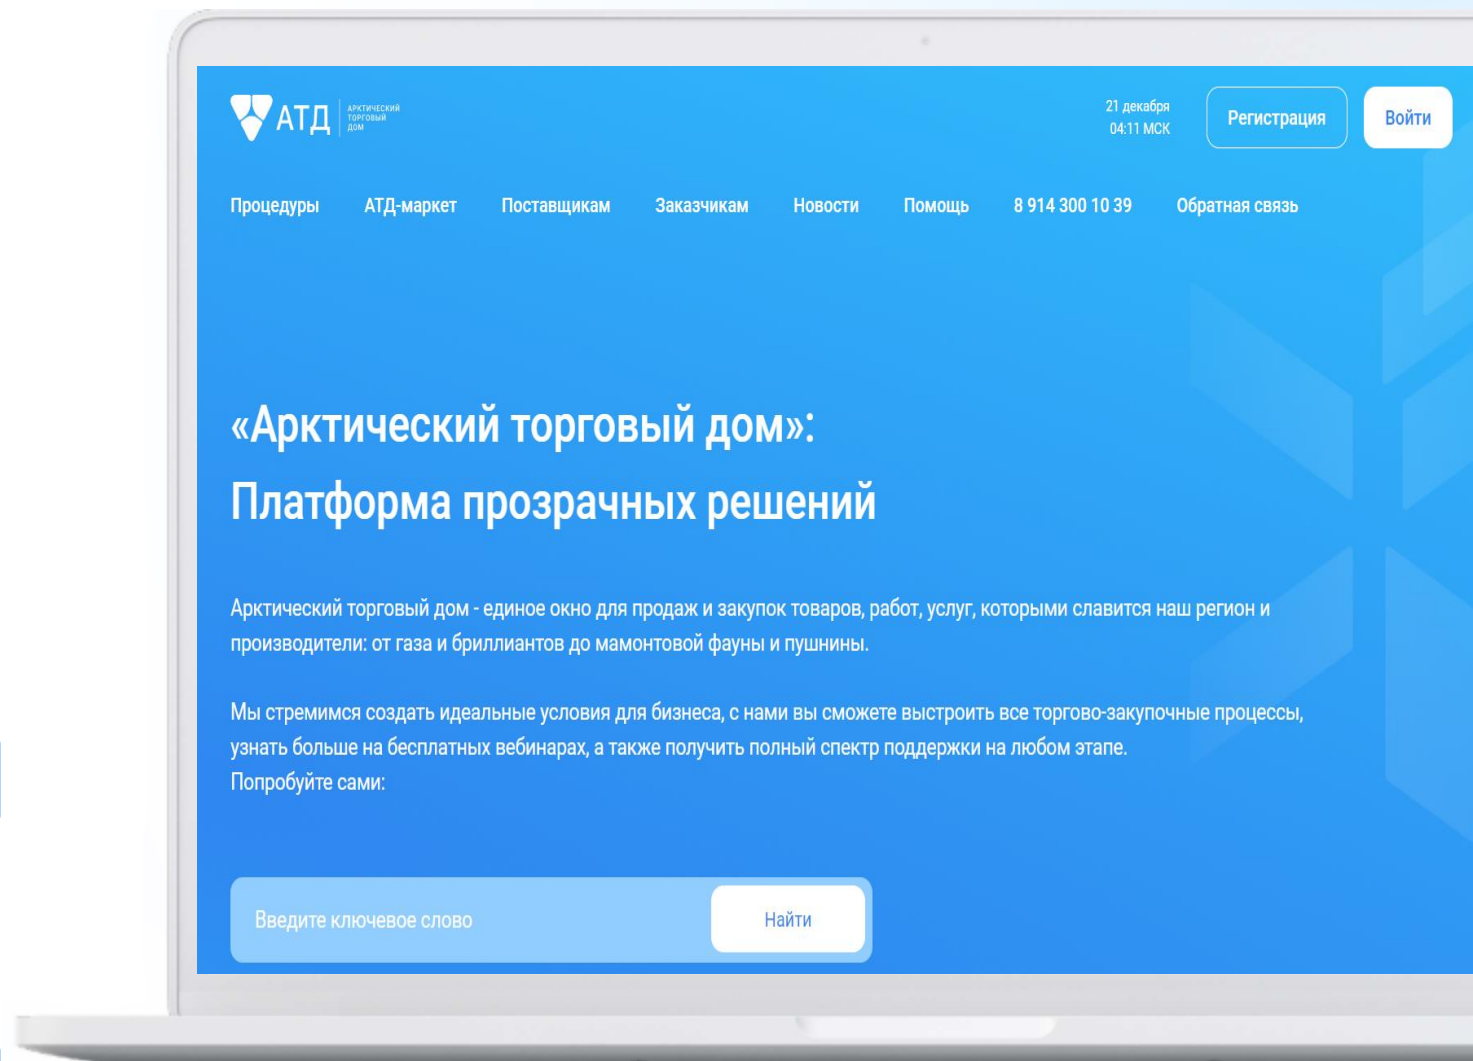 АТД
АРКТИЧЕСКИЙ
ТОРГОВЫЙ
ДОМ
21 декабря
04:11 МСК
Регистрация
Войти
Процедуры АТД-маркет Поставщикам Заказчикам Новости Помощь 8 914 300 10 39 Обратная связь
«Арктический торговый дом»:
Платформа прозрачных решений
Арктический торговый дом - единое окно для продаж и закупок товаров, работ, услуг, которыми славится наш регион и
производители: от газа и бриллиантов до мамонтовой фауны и пушнины.
Мы стремимся создать идеальные условия для бизнеса, с нами вы сможете выстроить все торгово-закупочные процессы,
узнать больше на бесплатных вебинарах, а также получить полный спектр поддержки на любом этапе.
Попробуйте сами:
Введите ключевое слово
Найти